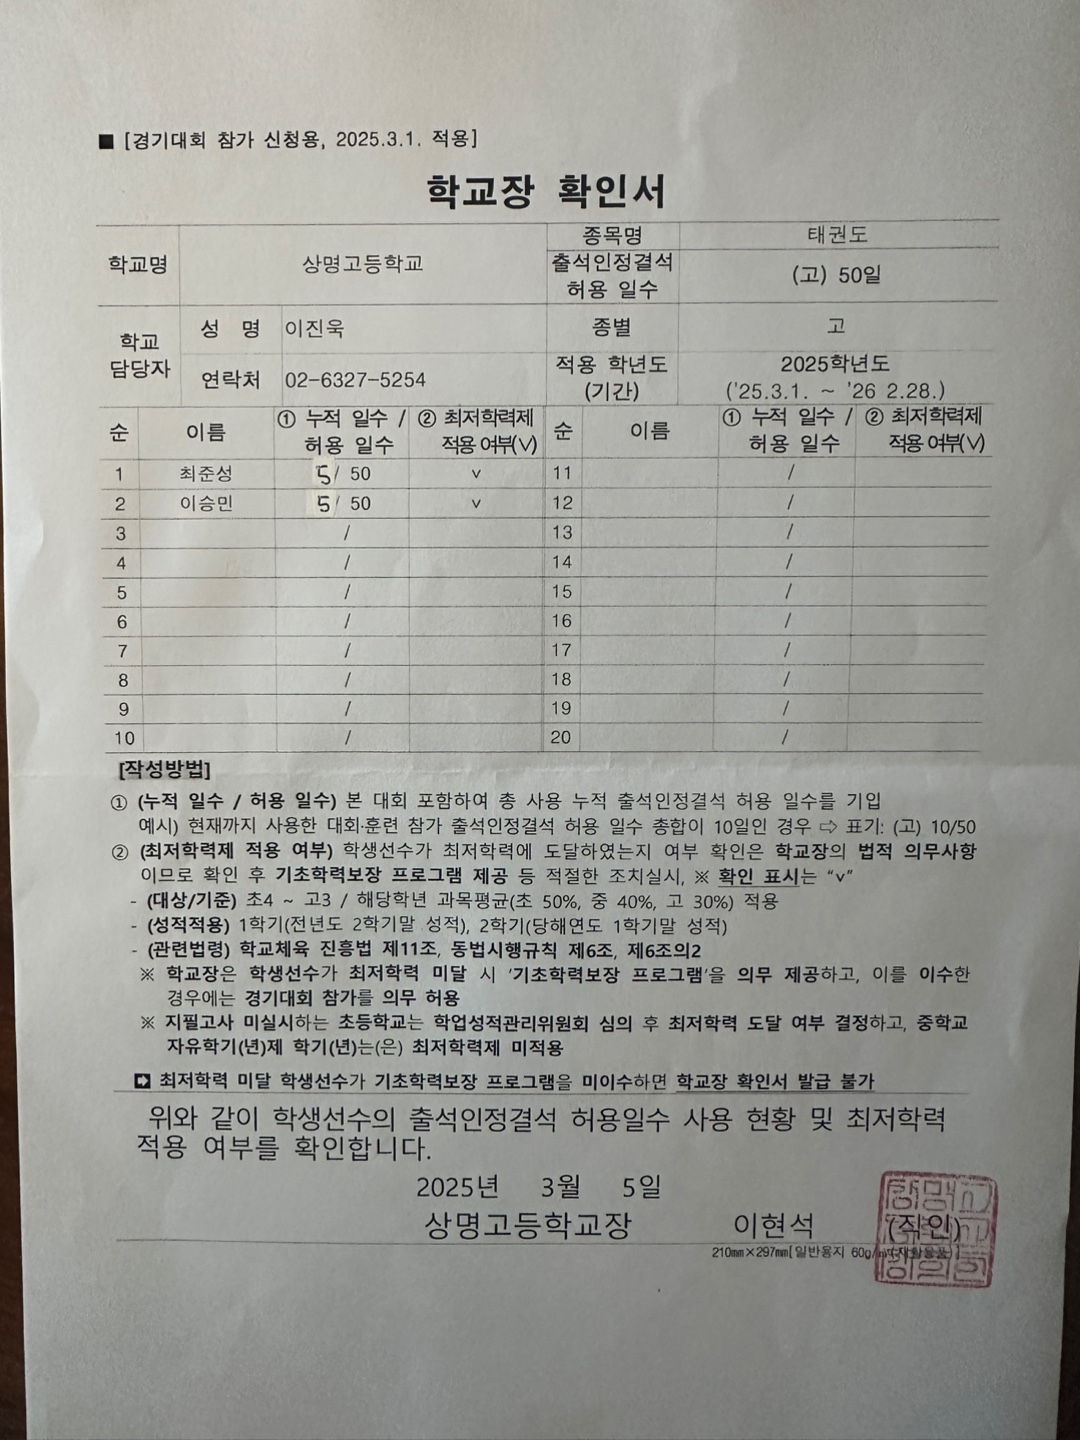 ■ [경기대회 참가 신청용, 2025.3.1. 적용]
학교장 확인서
학교명 상명고등학교 종목명 태권도
출석인정결석 허용 일수 (고) 50일
학교 담당자 성 명 이진욱 종별 고
연락처 02-6327-5254 적용 학년도 (기간) 2025학년도 ('25.3.1. ~ '26 2.28.)
순 이름 ① 누적 일수 / 허용 일수 ② 최저학력제 적용 여부(∨) 순 이름 ① 누적 일수 / 허용 일수 ② 최저학력제 적용 여부(∨)
1 최준성 5/ 50 v 11 /
2 이승민 5/ 50 v 12 /
3 / 13 /
4 / 14 /
5 / 15 /
6 / 16 /
7 / 17 /
8 / 18 /
9 / 19 /
10 / 20 /
[작성방법]
① (누적 일수 / 허용 일수) 본 대회 포함하여 총 사용 누적 출석인정결석 허용 일수를 기입
예시) 현재까지 사용한 대회·훈련 참가 출석인정결석 허용 일수 총합이 10일인 경우 ⇨ 표기: (고) 10/50
② (최저학력제 적용 여부) 학생선수가 최저학력에 도달하였는지 여부 확인은 학교장의 법적 의무사항
이므로 확인 후 기초학력보장 프로그램 제공 등 적절한 조치실시, ※ 확인 표시는 “v”
- (대상/기준) 초4 ~ 고3 / 해당학년 과목평균(초 50%, 중 40%, 고 30%) 적용
- (성적적용) 1학기(전년도 2학기말 성적), 2학기(당해연도 1학기말 성적)
- (관련법령) 학교체육 진흥법 제11조, 동법시행규칙 제6조, 제6조의2
※ 학교장은 학생선수가 최저학력 미달 시 '기초학력보장 프로그램'을 의무 제공하고, 이를 이수한
경우에는 경기대회 참가를 의무 허용
※ 지필고사 미실시하는 초등학교는 학업성적관리위원회 심의 후 최저학력 도달 여부 결정하고, 중학교
자유학기(년)제 학기(년)는(은) 최저학력제 미적용
➡ 최저학력 미달 학생선수가 기초학력보장 프로그램을 미이수하면 학교장 확인서 발급 불가
위와 같이 학생선수의 출석인정결석 허용일수 사용 현황 및 최저학력
적용 여부를 확인합니다.
2025년 3월 5일
상명고등학교장 이현석 (직인)
210㎜×297㎜[일반용지 60g/㎡(재활용품)]